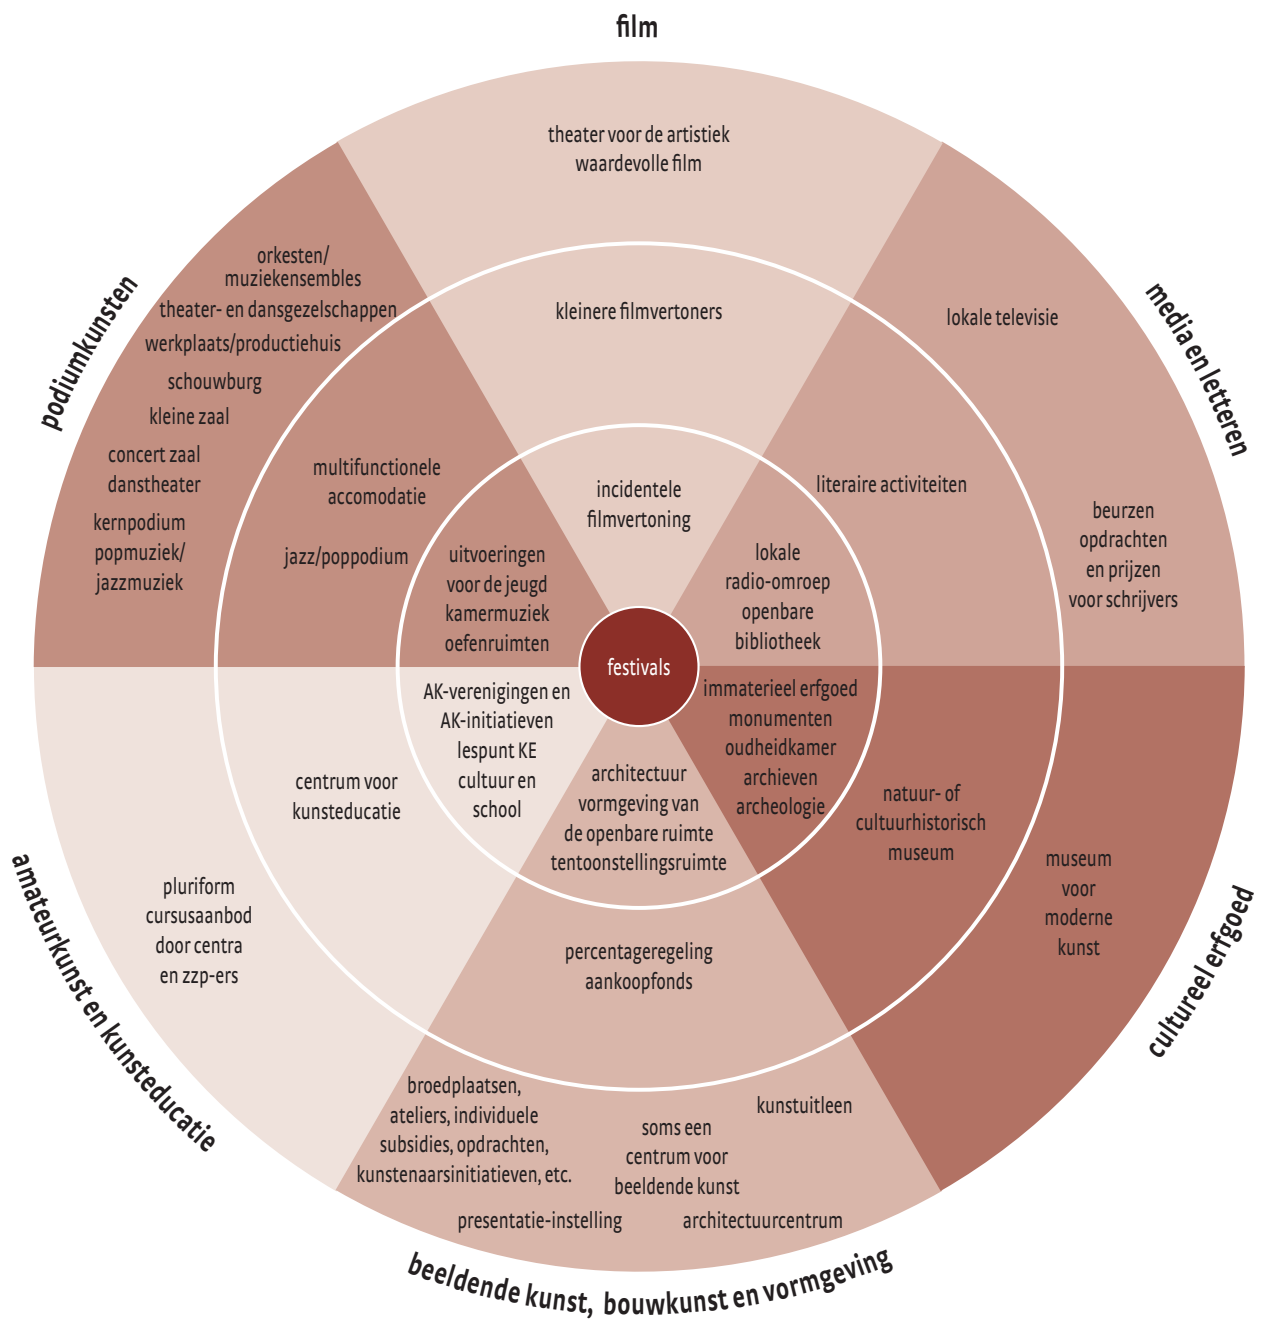 film
theater voor de artistiek
waardevolle film
kleinere filmvertoners
incidentele
filmvertoning
media en letteren
lokale televisie
beurzen
opdrachten
en prijzen
voor schrijvers
literaire activiteiten
lokale
radio-omroep
openbare
bibliotheek
cultureel erfgoed
museum
voor
moderne
kunst
natuur- of
cultuurhistorisch
museum
immaterieel erfgoed
monumenten
oudheidkamer
archieven
archeologie
beeldende kunst, bouwkunst en vormgeving
architectuur
vormgeving van
de openbare ruimte
tentoonstellingsruimte
percentageregeling
aankoopfonds
broedplaatsen,
ateliers, individuele
subsidies, opdrachten,
kunstenaarsinitiatieven, etc.
soms een
centrum voor
beeldende kunst
kunstuitleen
presentatie-instelling
architectuurcentrum
amateurkunst en kunsteducatie
AK-verenigingen en
AK-initiatieven
lespunt KE
cultuur en
school
centrum voor
kunsteducatie
pluriform
cursusaanbod
door centra
en zzp-ers
podiumkunsten
orkesten/
muziekensembles
theater- en dansgezelschappen
werkplaats/productiehuis
schouwburg
kleine zaal
concert zaal
danstheater
kernpodium
popmuziek/
jazzmuziek
multifunctionele
accomodatie
jazz/poppodium
uitvoeringen
voor de jeugd
kamermuziek
oefenruimten
festivals